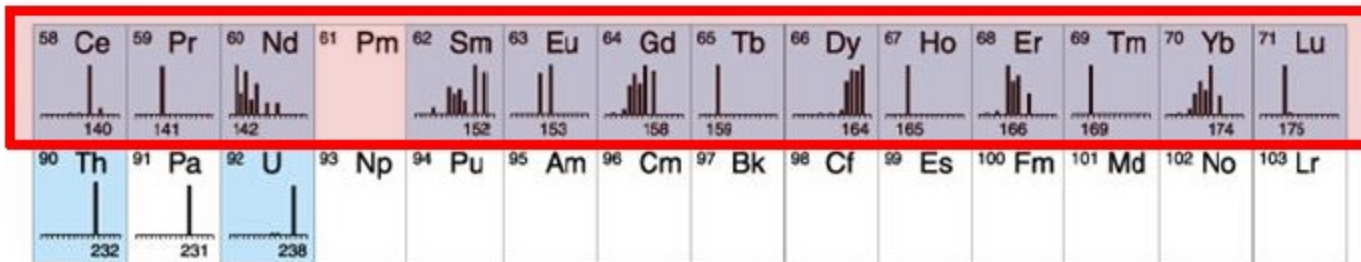 58 Ce 59 Pr 60 Nd 61 Pm 62 Sm 63 Eu 64 Gd 65 Tb 66 Dy 67 Ho 68 Er 69 Tm 70 Yb 71 Lu
140 141 142 152 153 158 159 164 165 166 169 174 175
90 Th 91 Pa 92 U 93 Np 94 Pu 95 Am 96 Cm 97 Bk 98 Cf 99 Es 100 Fm 101 Md 102 No 103 Lr
232 231 238